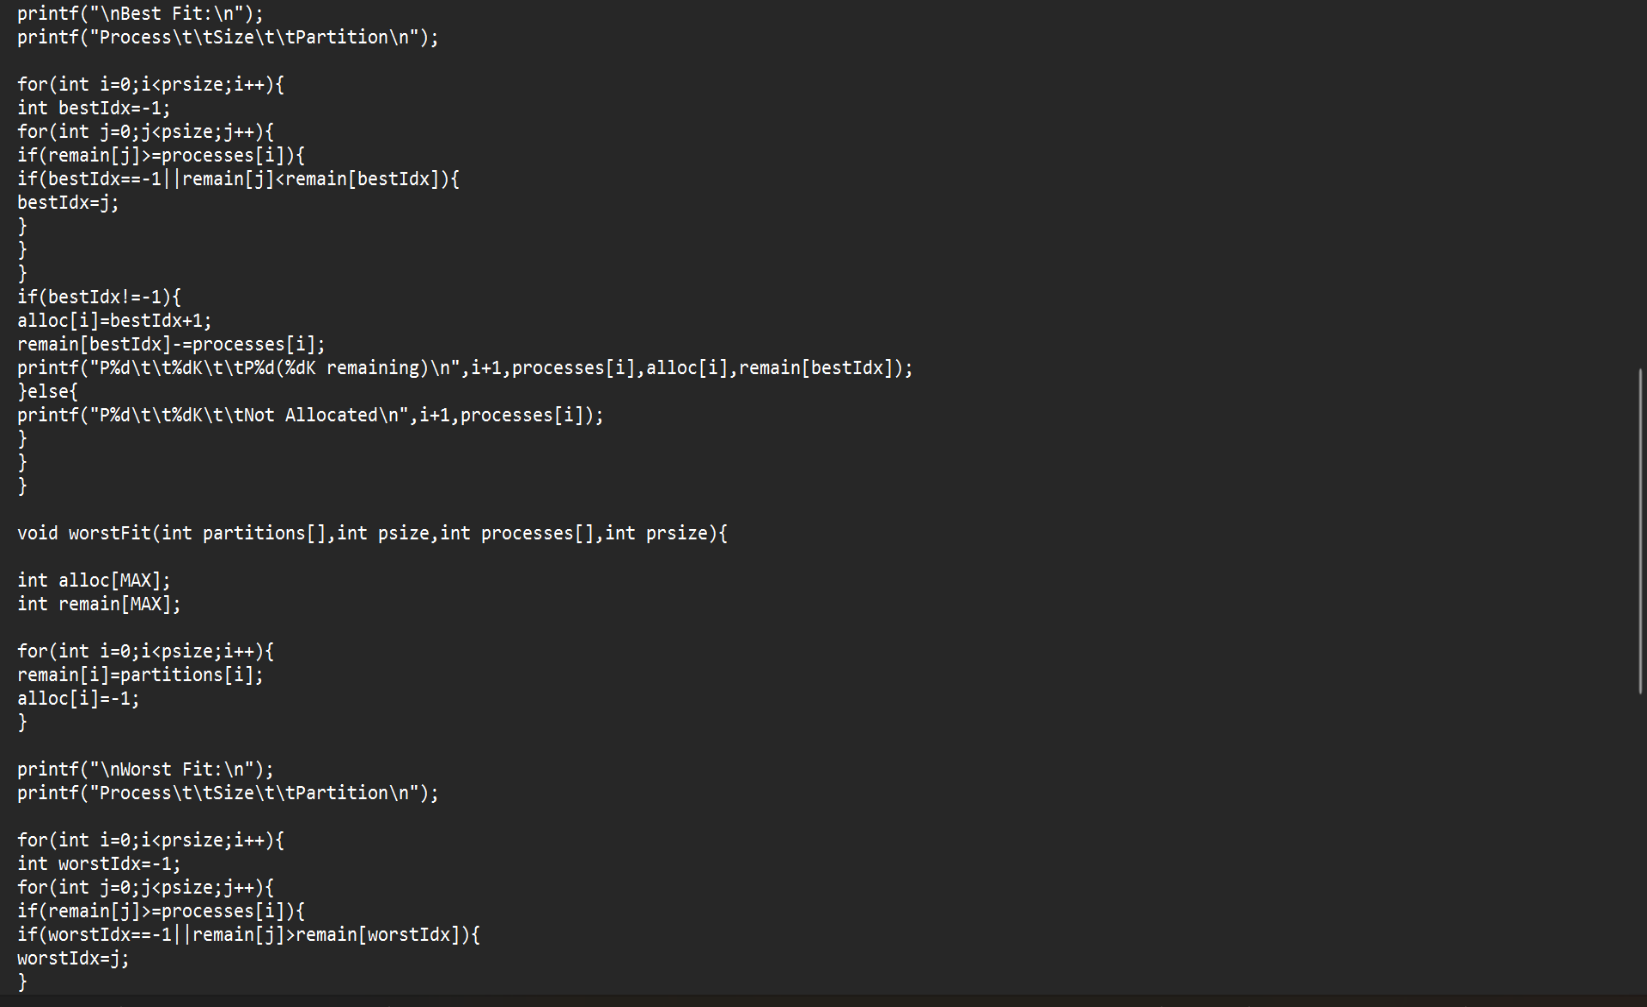 printf("\nBest Fit:\n");
printf("Process\t\tSize\t\tPartition\n");
for(int i=0;i<prsize;i++){
int bestIdx=-1;
for(int j=0;j<psize;j++){
if(remain[j]>=processes[i]){
if(bestIdx==-1||remain[j]<remain[bestIdx]){
bestIdx=j;
}
}
}
if(bestIdx!=-1){
alloc[i]=bestIdx+1;
remain[bestIdx]-=processes[i];
printf("P%d\t\t%dK\t\tP%d(%dK remaining)\n",i+1,processes[i],alloc[i],remain[bestIdx]);
}else{
printf("P%d\t\t%dK\t\tNot Allocated\n",i+1,processes[i]);
}
}
}
void worstFit(int partitions[],int psize,int processes[],int prsize){
int alloc[MAX];
int remain[MAX];
for(int i=0;i<psize;i++){
remain[i]=partitions[i];
alloc[i]=-1;
}
printf("\nWorst Fit:\n");
printf("Process\t\tSize\t\tPartition\n");
for(int i=0;i<prsize;i++){
int worstIdx=-1;
for(int j=0;j<psize;j++){
if(remain[j]>=processes[i]){
if(worstIdx==-1||remain[j]>remain[worstIdx]){
worstIdx=j;
}